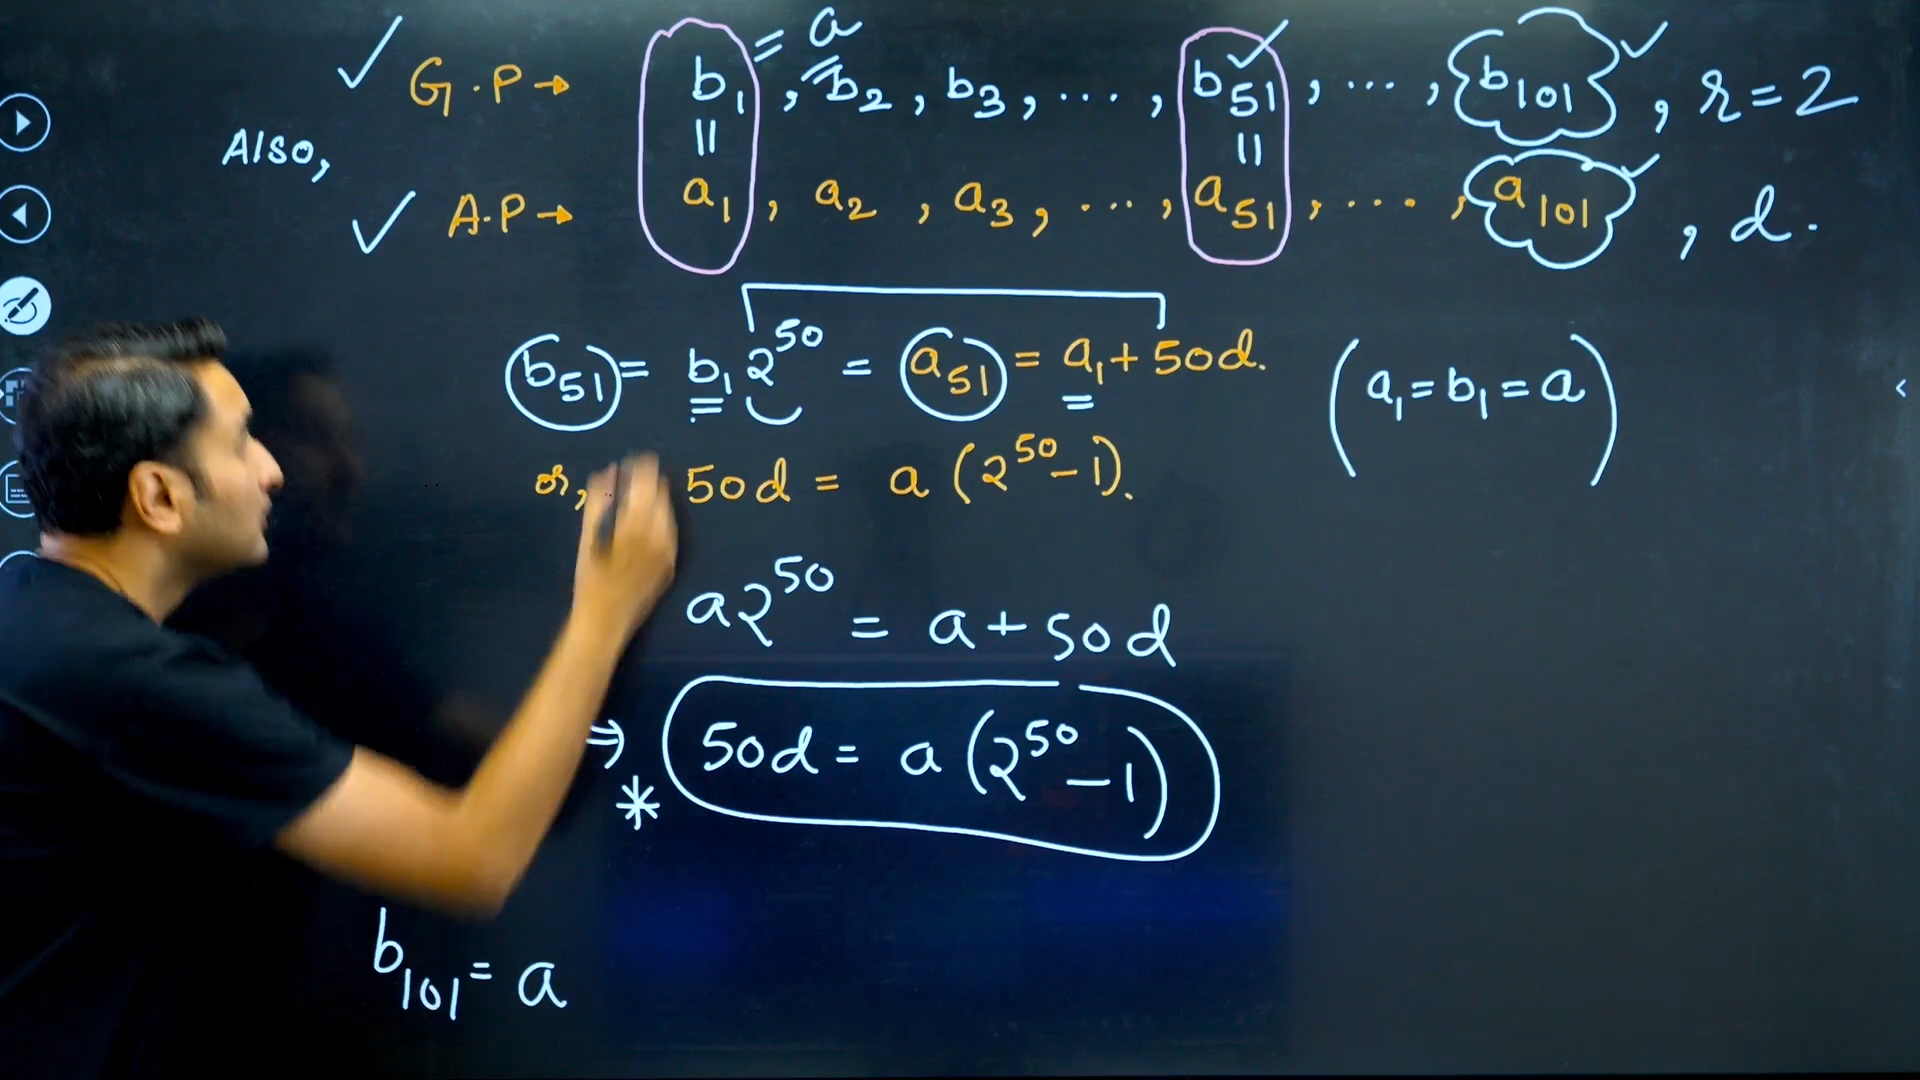 = a
G.P → b₁, b₂, b₃, ..., b₅₁, ..., b₁₀₁, r = 2
Also,
|| ||
A.P → a₁, a₂, a₃, ..., a₅₁, ..., a₁₀₁, d.
b₅₁ = b₁ 2⁵⁰ = a₅₁ = a₁ + 50d. (a₁ = b₁ = a)
or, 50d = a (2⁵⁰ - 1).
a2⁵⁰ = a + 50d
⇒ 50d = a (2⁵⁰ - 1)
*
b₁₀₁ = a